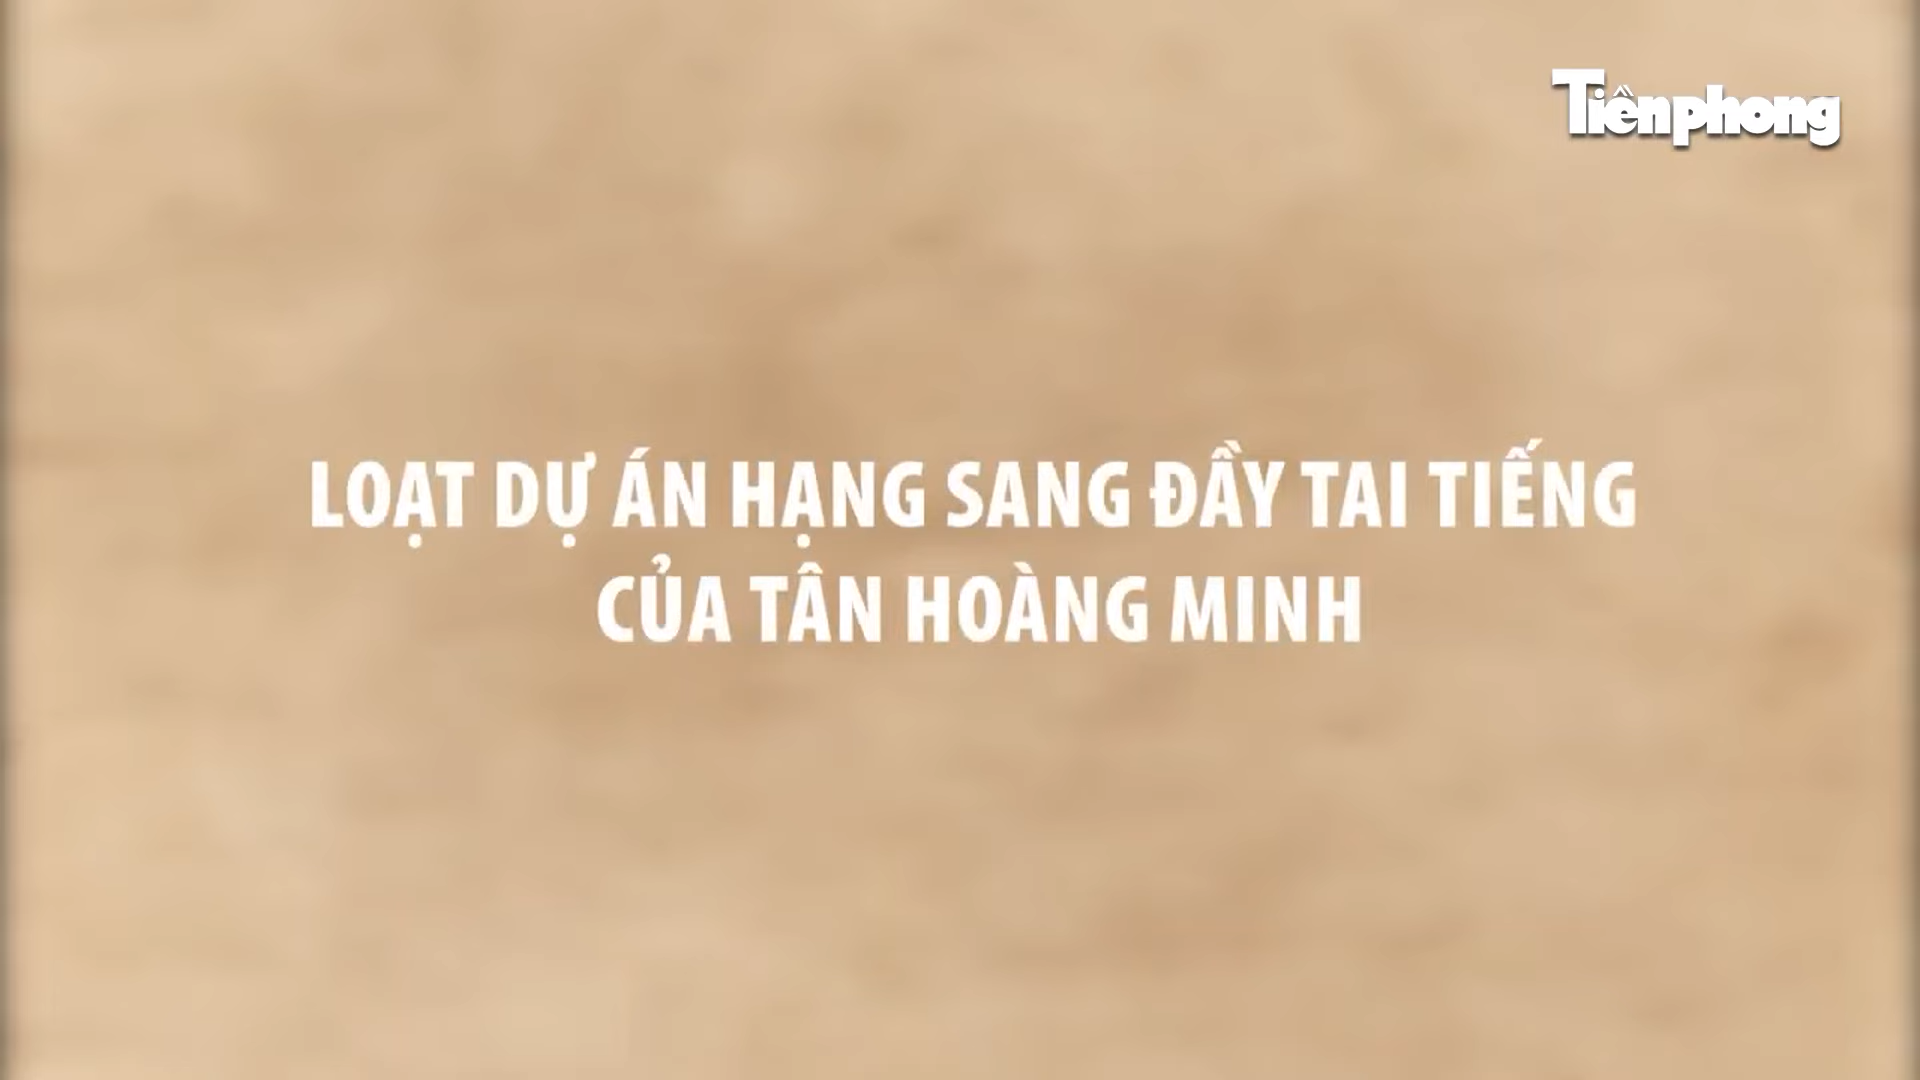 Tiềnphong
LOẠT DỰ ÁN HẠNG SANG ĐẦY TAI TIẾNG
CỦA TÂN HOÀNG MINH